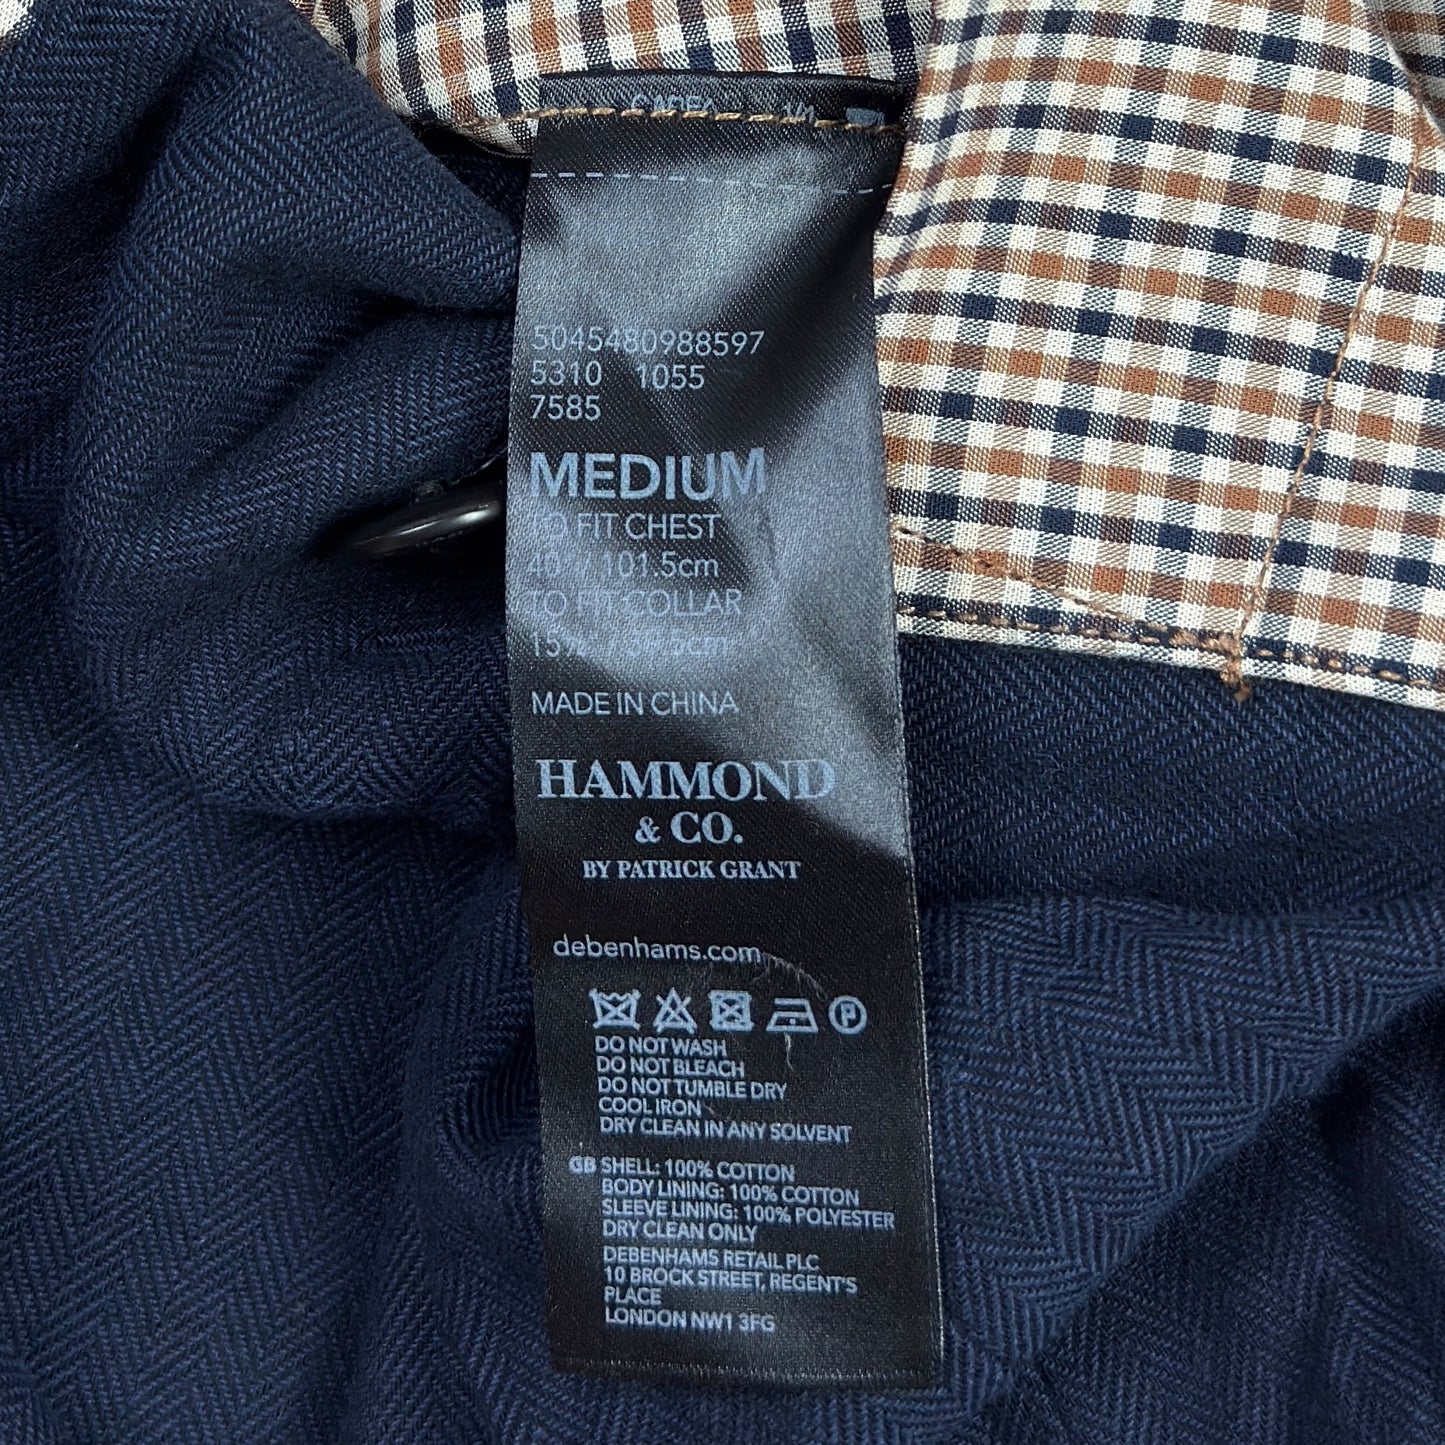 5045480988597
5310 1055
7585
MEDIUM
TO FIT CHEST
101.5cm
TO FIT COLLAR
MADE IN CHINA
HAMMOND
& CO.
BY PATRICK GRANT
debenhams.com
P
DO NOT WASH
DO NOT BLEACH
DO NOT TUMBLE DRY
COOL IRON
DRY CLEAN IN ANY SOLVENT
GB SHELL: 100% COTTON
BODY LINING: 100% COTTON
SLEEVE LINING: 100% POLYESTER
DRY CLEAN ONLY
DEBENHAMS RETAIL PLC
10 BROCK STREET, REGENT'S
PLACE
LONDON NW1 3FG